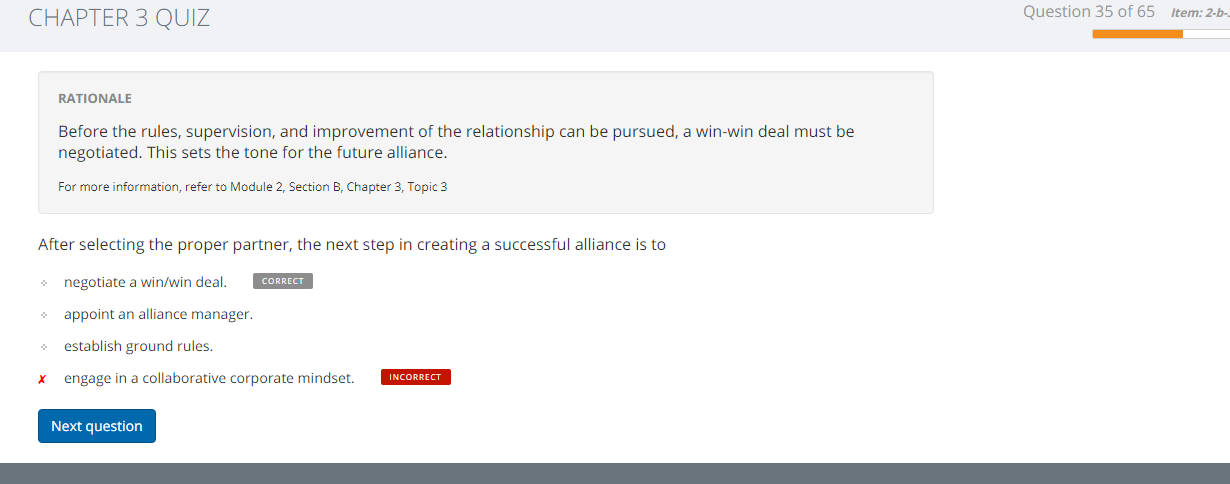 CHAPTER 3 QUIZ
Question 35 of 65 Item: 2-b-
RATIONALE
Before the rules, supervision, and improvement of the relationship can be pursued, a win-win deal must be
negotiated. This sets the tone for the future alliance.
For more information, refer to Module 2, Section B, Chapter 3, Topic 3
After selecting the proper partner, the next step in creating a successful alliance is to
negotiate a win/win deal. CORRECT
appoint an alliance manager.
establish ground rules.
✗ engage in a collaborative corporate mindset. INCORRECT
Next question